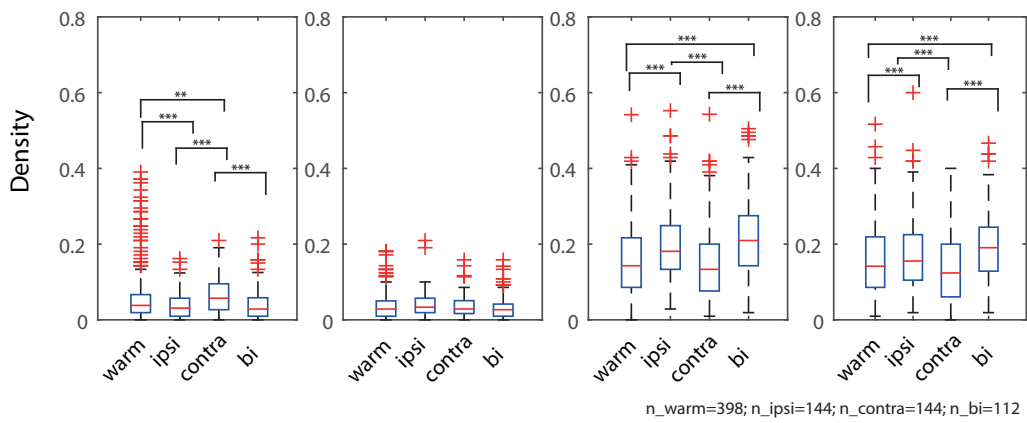 0.8 0.8 0.8 0.8
*** ***
*** ***
*** ***
0.6 0.6 0.6 0.6
** *** ***
***
***
Density
0.4 0.4 0.4 0.4
***
0.2 0.2 0.2 0.2
0 0 0 0
warm ipsi contra bi warm ipsi contra bi warm ipsi contra bi warm ipsi contra bi
n_warm=398; n_ipsi=144; n_contra=144; n_bi=112